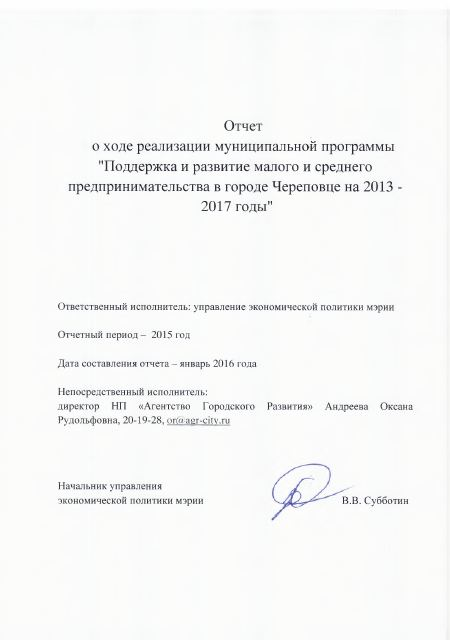 Отчет
о ходе реализации муниципальной программы
"Поддержка и развитие малого и среднего
предпринимательства в городе Череповце на 2013 -
2017 годы"
Ответственный исполнитель: управление экономической политики мэрии
Отчетный период – 2015 год
Дата составления отчета – январь 2016 года
Непосредственный исполнитель:
директор НП «Агентство Городского Развития» Андреева Оксана
Рудольфовна, 20-19-28, or@agr-city.ru
Начальник управления
экономической политики мэрии
В.В. Субботин